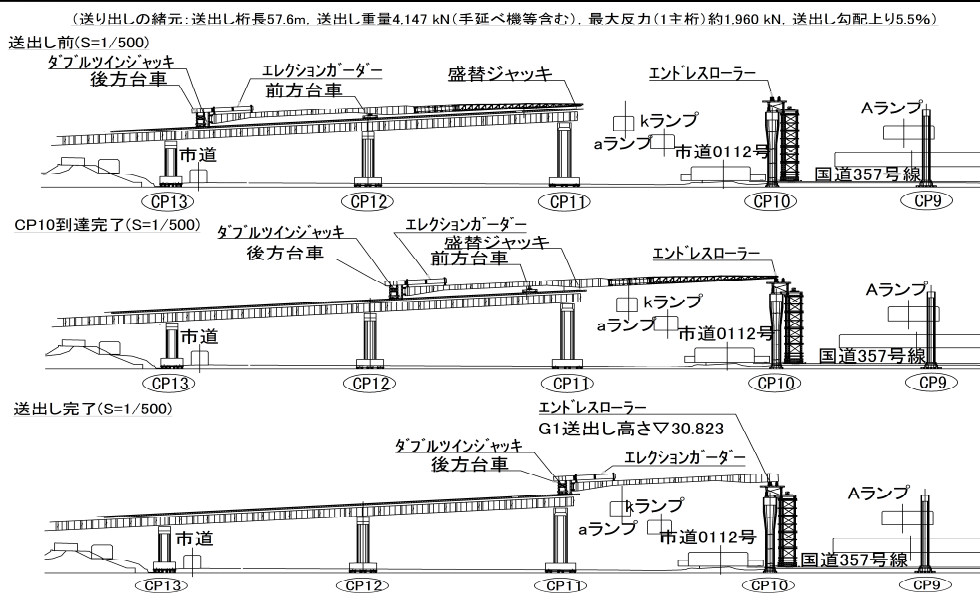 (送り出しの緒元：送出し桁長57.6m, 送出し重量4,147 kN(手延べ機等含む), 最大反力(1主桁)約1,960 kN, 送出し勾配上り5.5%)
送出し前(S=1/500)
ダブルツインジャッキ
後方台車
エレクションガーダー
前方台車
盛替ジャッキ
エンドレスローラー
Aランプ
kランプ
aランプ
市道0112号
国道357号線
市道
CP13
CP12
CP11
CP10
CP9
CP10到達完了(S=1/500)
ダブルツインジャッキ
後方台車
エレクションガーダー
盛替ジャッキ
前方台車
エンドレスローラー
Aランプ
kランプ
aランプ
市道0112号
国道357号線
市道
CP13
CP12
CP11
CP10
CP9
送出し完了(S=1/500)
エンドレスローラー
G1送出し高さ▽30.823
ダブルツインジャッキ
後方台車
エレクションガーダー
Aランプ
kランプ
aランプ
市道0112号
国道357号線
市道
CP13
CP12
CP11
CP10
CP9